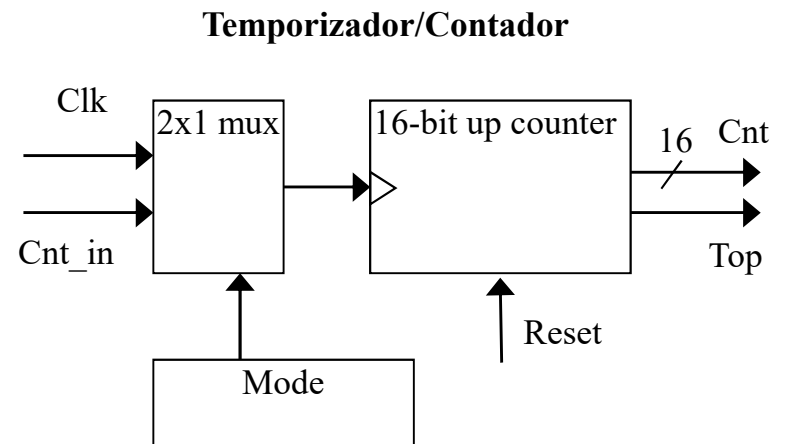 Temporizador/Contador
Clk
2x1 mux
16-bit up counter
16
Cnt
Cnt_in
Top
Reset
Mode